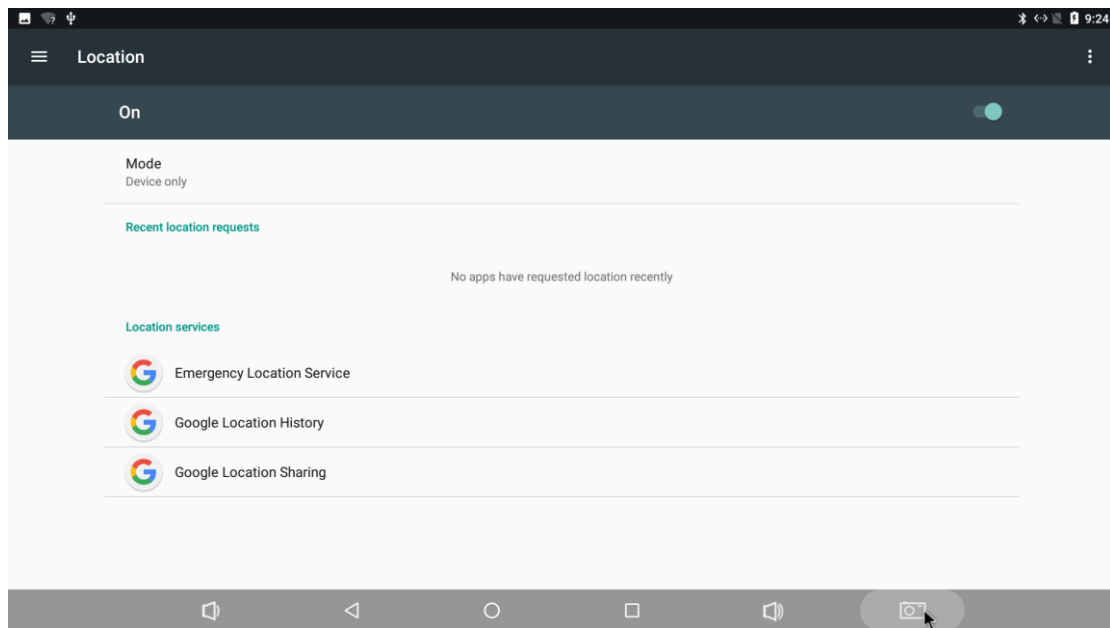 9:24
Location
On
Mode
Device only
Recent location requests
No apps have requested location recently
Location services
Emergency Location Service
Google Location History
Google Location Sharing